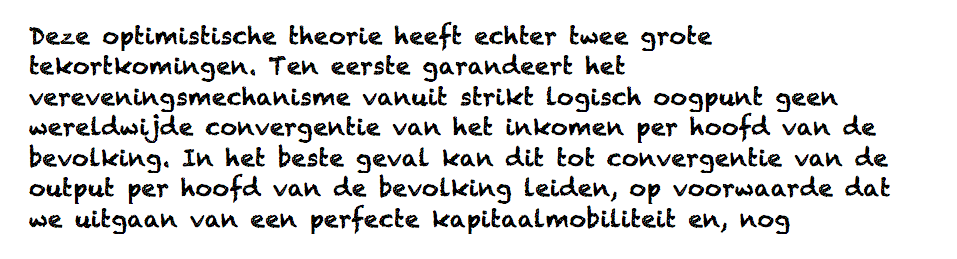 Deze optimistische theorie heeft echter twee grote
tekortkomingen. Ten eerste garandeert het
vereveningsmechanisme vanuit strikt logisch oogpunt geen
wereldwijde convergentie van het inkomen per hoofd van de
bevolking. In het beste geval kan dit tot convergentie van de
output per hoofd van de bevolking leiden, op voorwaarde dat
we uitgaan van een perfecte kapitaalmobiliteit en, nog